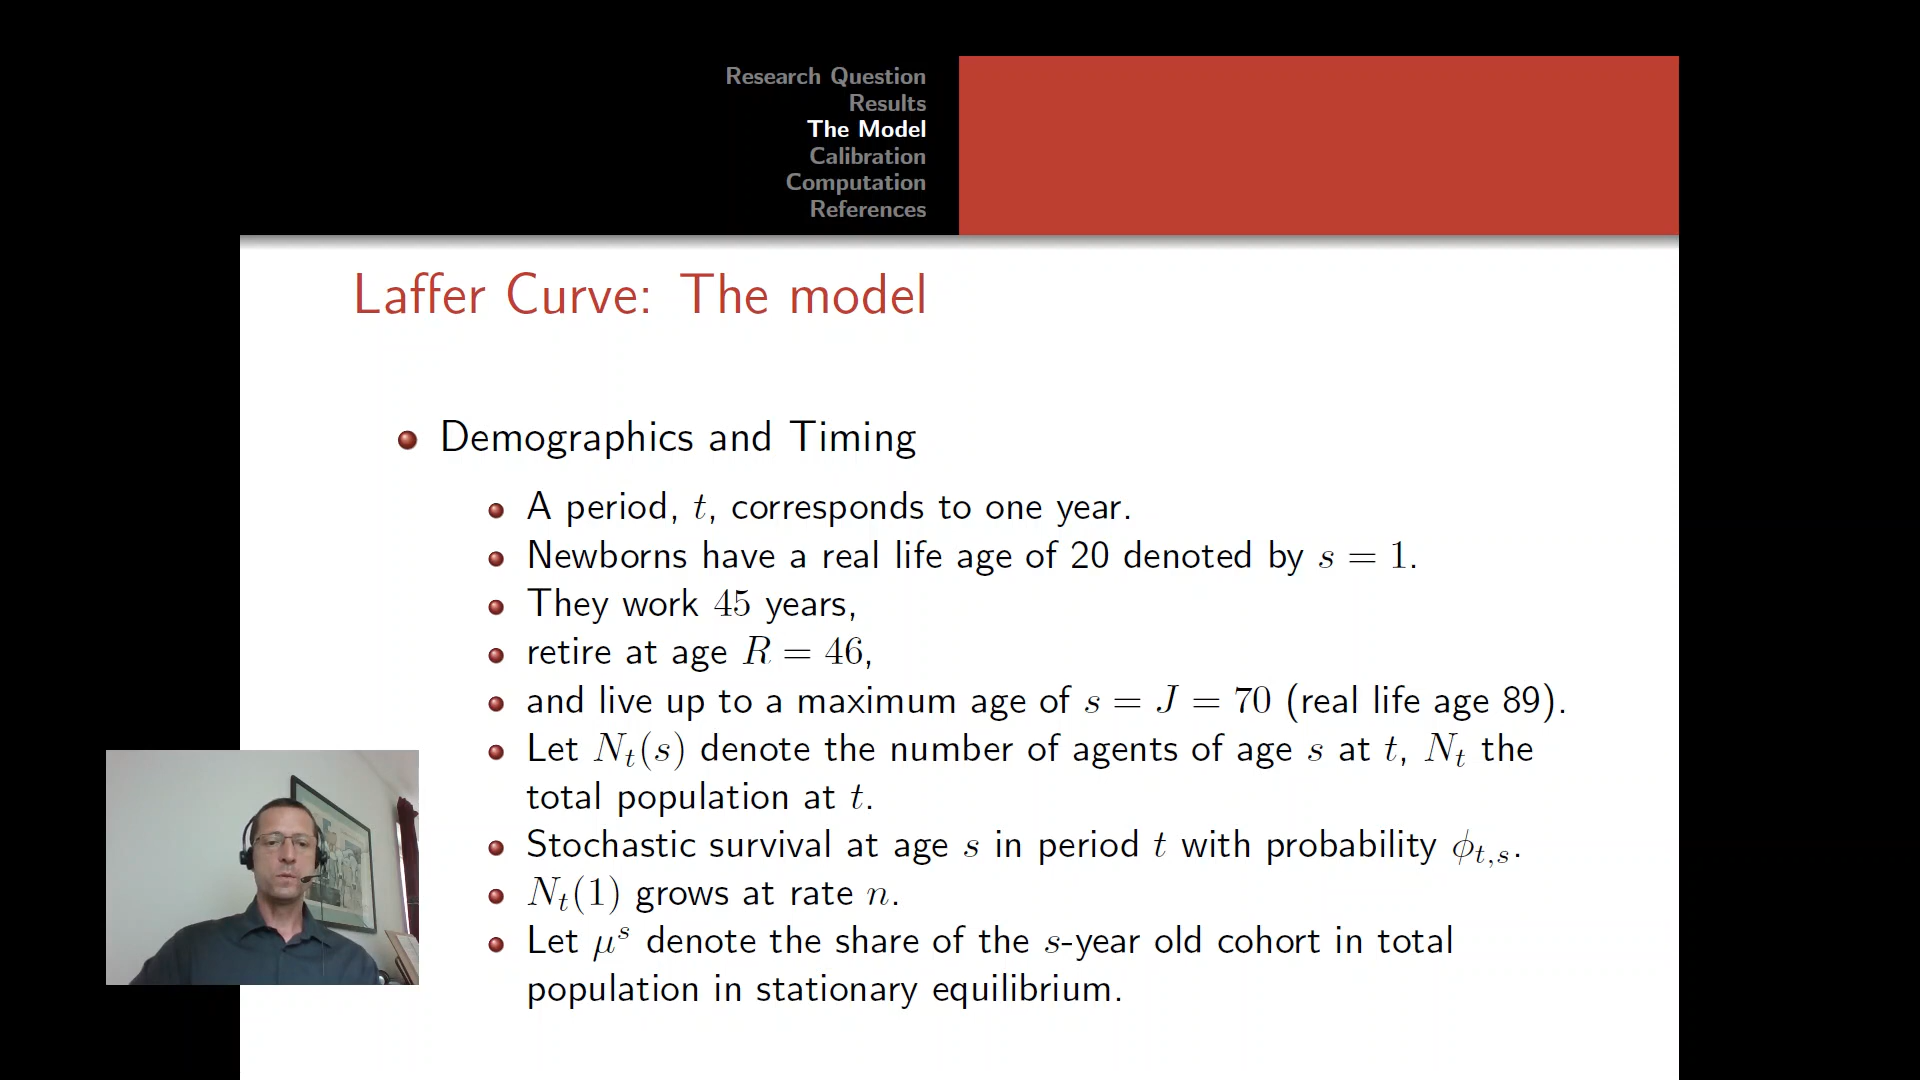 Research Question
Results
The Model
Calibration
Computation
References
Laffer Curve: The model
Demographics and Timing
A period, t, corresponds to one year.
Newborns have a real life age of 20 denoted by s = 1.
They work 45 years,
retire at age R = 46,
and live up to a maximum age of s = J = 70 (real life age 89).
Let N_t(s) denote the number of agents of age s at t, N_t the
total population at t.
Stochastic survival at age s in period t with probability ϕ_{t,s}.
N_t(1) grows at rate n.
Let μ^s denote the share of the s-year old cohort in total
population in stationary equilibrium.